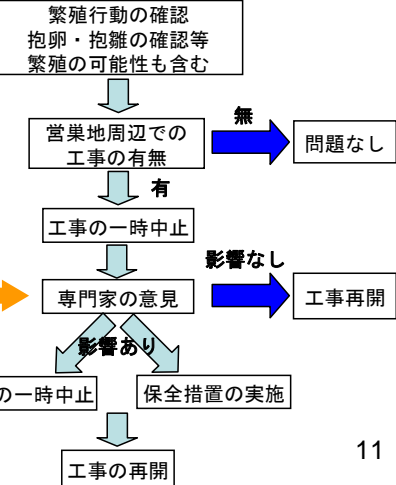 繁殖行動の確認
抱卵・抱雛の確認等
繁殖の可能性も含む
営巣地周辺での
工事の有無
無
問題なし
有
工事の一時中止
影響なし
専門家の意見
工事再開
影響あり
の一時中止
保全措置の実施
工事の再開
11